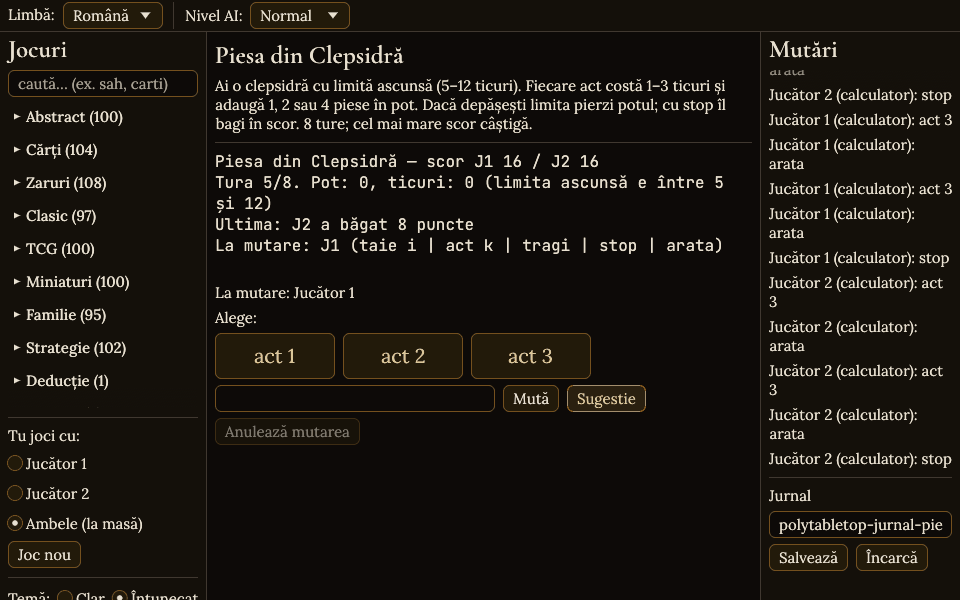 Limbă:
Română
Nivel AI:
Normal
Jocuri
caută... (ex. sah, carti)
Abstract (100)
Cărți (104)
Zaruri (108)
Clasic (97)
TCG (100)
Miniaturi (100)
Familie (95)
Strategie (102)
Deducție (1)
Tu joci cu:
Jucător 1
Jucător 2
Ambele (la masă)
Joc nou
Temă:
Clar
Întunecat
Piesa din Clepsidră
Ai o clepsidră cu limită ascunsă (5–12 ticuri). Fiecare act costă 1–3 ticuri și
adaugă 1, 2 sau 4 piese în pot. Dacă depășești limita pierzi potul; cu stop îl
bagi în scor. 8 ture; cel mai mare scor câștigă.
Piesa din Clepsidră — scor J1 16 / J2 16
Tura 5/8. Pot: 0, ticuri: 0 (limita ascunsă e între 5
și 12)
Ultima: J2 a băgat 8 puncte
La mutare: J1 (taie i | act k | tragi | stop | arata)
La mutare: Jucător 1
Alege:
act 1
act 2
act 3
Mută
Sugestie
Anulează mutarea
Mutări
arata
Jucător 2 (calculator): stop
Jucător 1 (calculator): act 3
Jucător 1 (calculator):
arata
Jucător 1 (calculator): act 3
Jucător 1 (calculator):
arata
Jucător 1 (calculator): stop
Jucător 2 (calculator): act
3
Jucător 2 (calculator):
arata
Jucător 2 (calculator): act
3
Jucător 2 (calculator):
arata
Jucător 2 (calculator): stop
Jurnal
polytabletop-jurnal-pie
Salvează
Încarcă